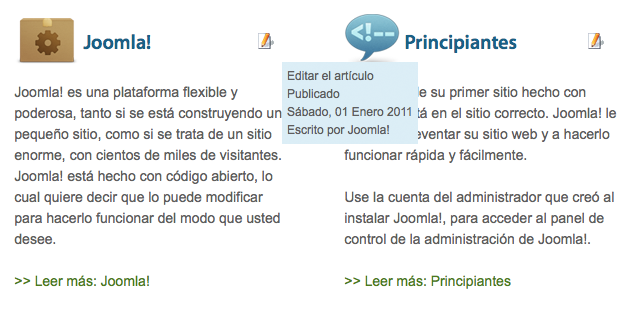 Joomla!
Joomla! es una plataforma flexible y
poderosa, tanto si se está construyendo un
pequeño sitio, como si se trata de un sitio
enorme, con cientos de miles de visitantes.
Joomla! está hecho con código abierto, lo
cual quiere decir que lo puede modificar
para hacerlo funcionar del modo que usted
desee.
>> Leer más: Joomla!
Editar el artículo
Publicado
Sábado, 01 Enero 2011
Escrito por Joomla!
<!--
Principiantes
e su primer sitio hecho con
tá en el sitio correcto. Joomla! le
eventar su sitio web y a hacerlo
funcionar rápida y fácilmente.
Use la cuenta del administrador que creó al
instalar Joomla!, para acceder al panel de
control de la administración de Joomla!.
>> Leer más: Principiantes